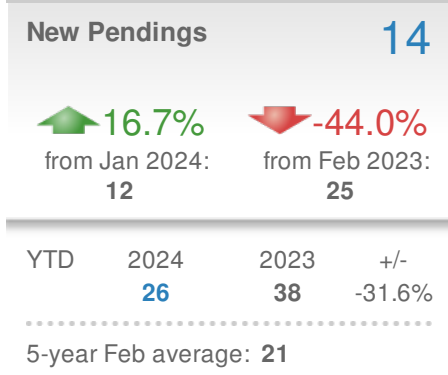 New Pendings 14
16.7% -44.0%
from Jan 2024: from Feb 2023:
12 25
YTD 2024 2023 +/-
26 38 -31.6%
5-year Feb average: 21